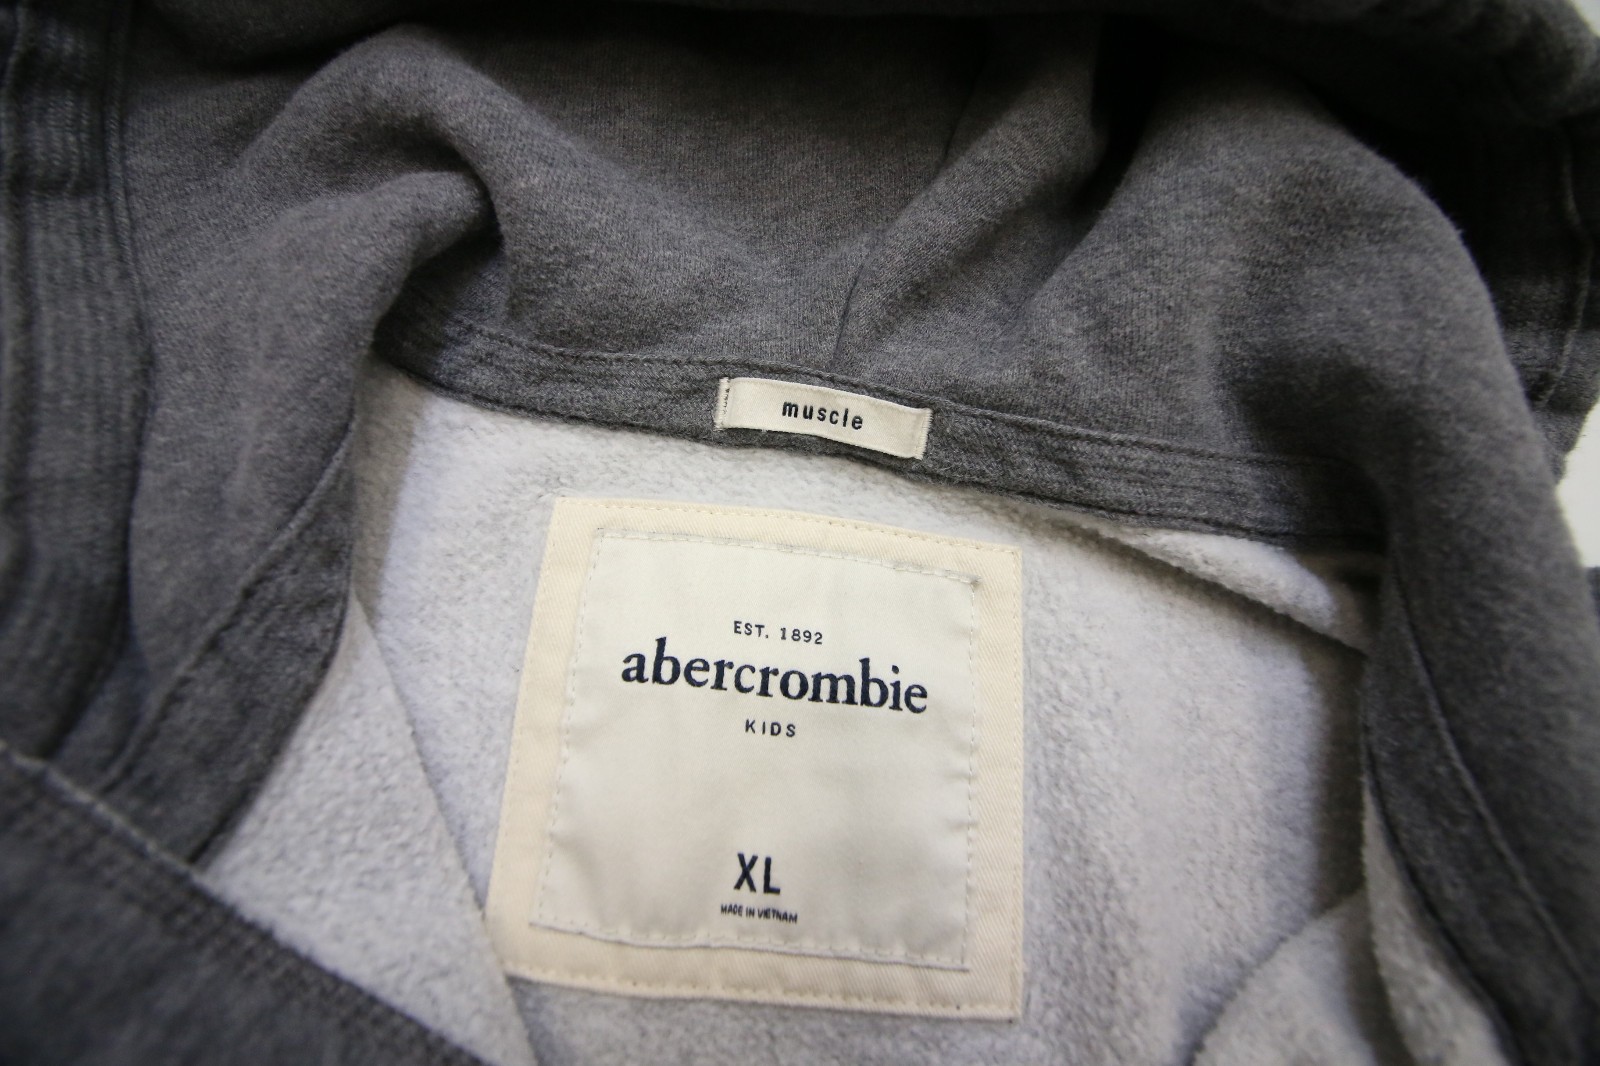 muscle
EST. 1892
abercrombie
KIDS
XL
MADE IN VIETNAM